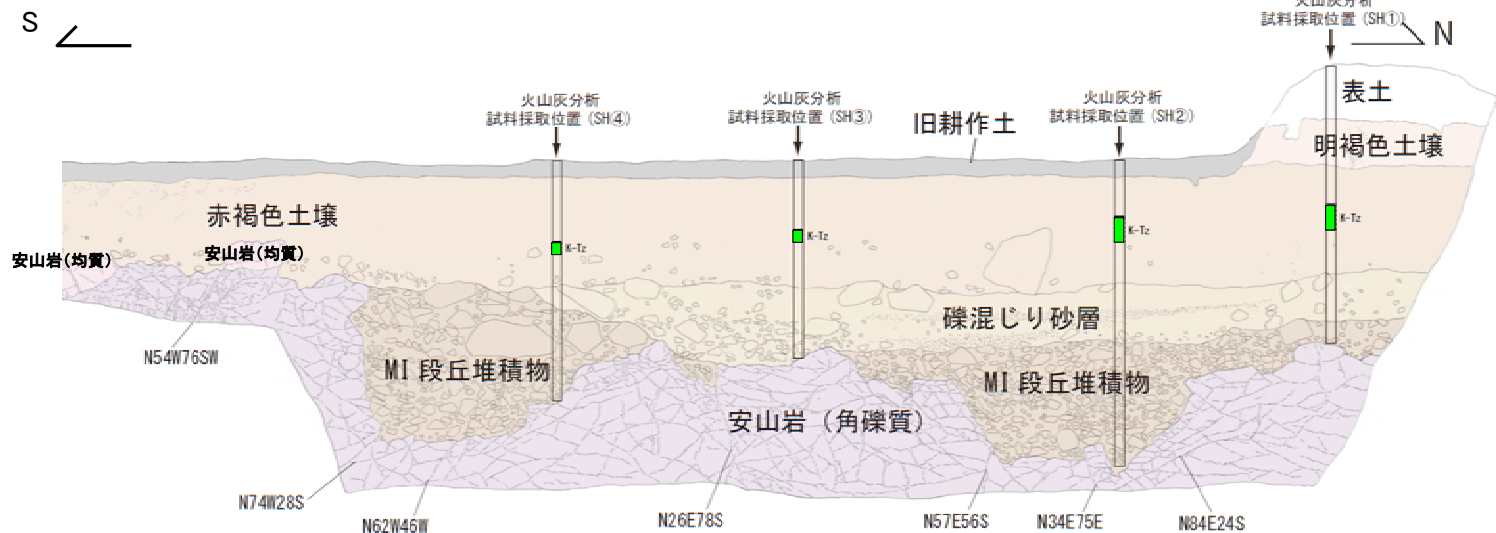 S
火山灰分析
試料採取位置 (SH①)
N
表土
火山灰分析
試料採取位置 (SH④)
火山灰分析
試料採取位置 (SH③)
火山灰分析
試料採取位置 (SH②)
旧耕作土
明褐色土壌
赤褐色土壌
K-Tz
K-Tz
K-Tz
K-Tz
安山岩(均質)
安山岩(均質)
礫混じり砂層
N54W76SW
MI 段丘堆積物
MI 段丘堆積物
安山岩（角礫質）
N74W28S
N62W46W
N26E78S
N57E56S
N34E75E
N84E24S